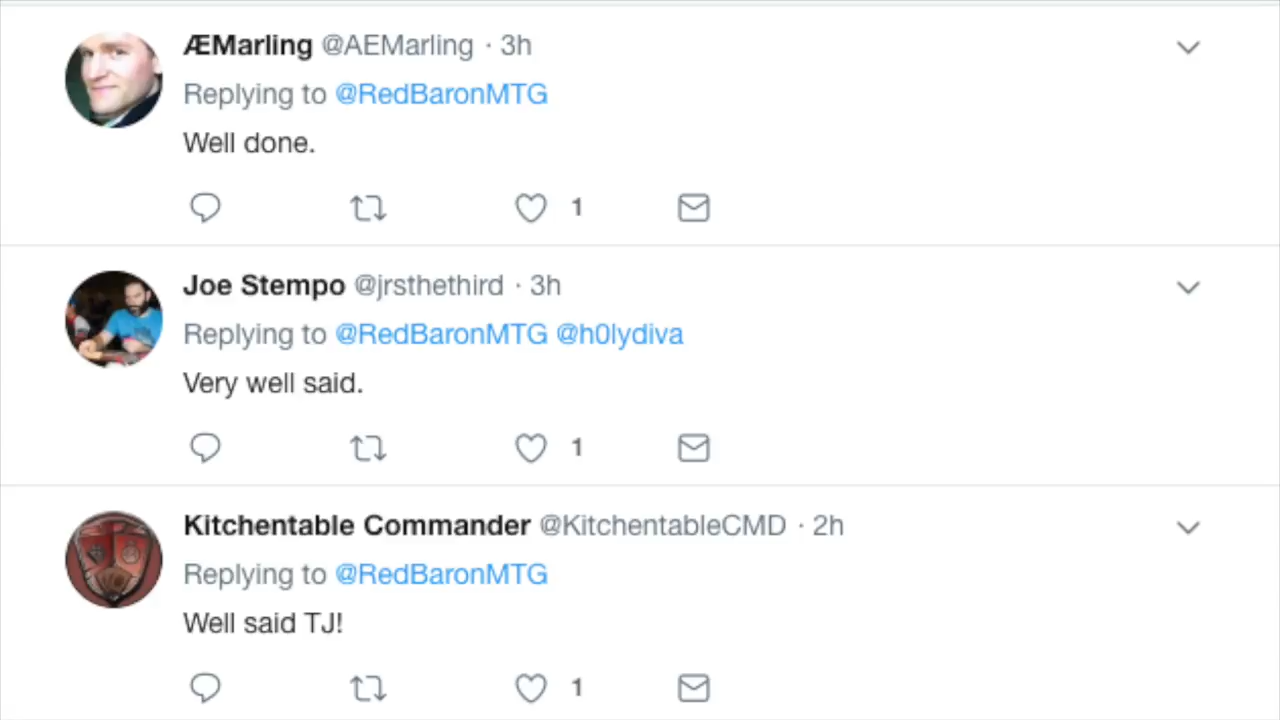 ÆMarling @AEMarling · 3h
Replying to @RedBaronMTG
Well done.
1
Joe Stempo @jrsthethird · 3h
Replying to @RedBaronMTG @h0lydiva
Very well said.
1
Kitchentable Commander @KitchentableCMD · 2h
Replying to @RedBaronMTG
Well said TJ!
1